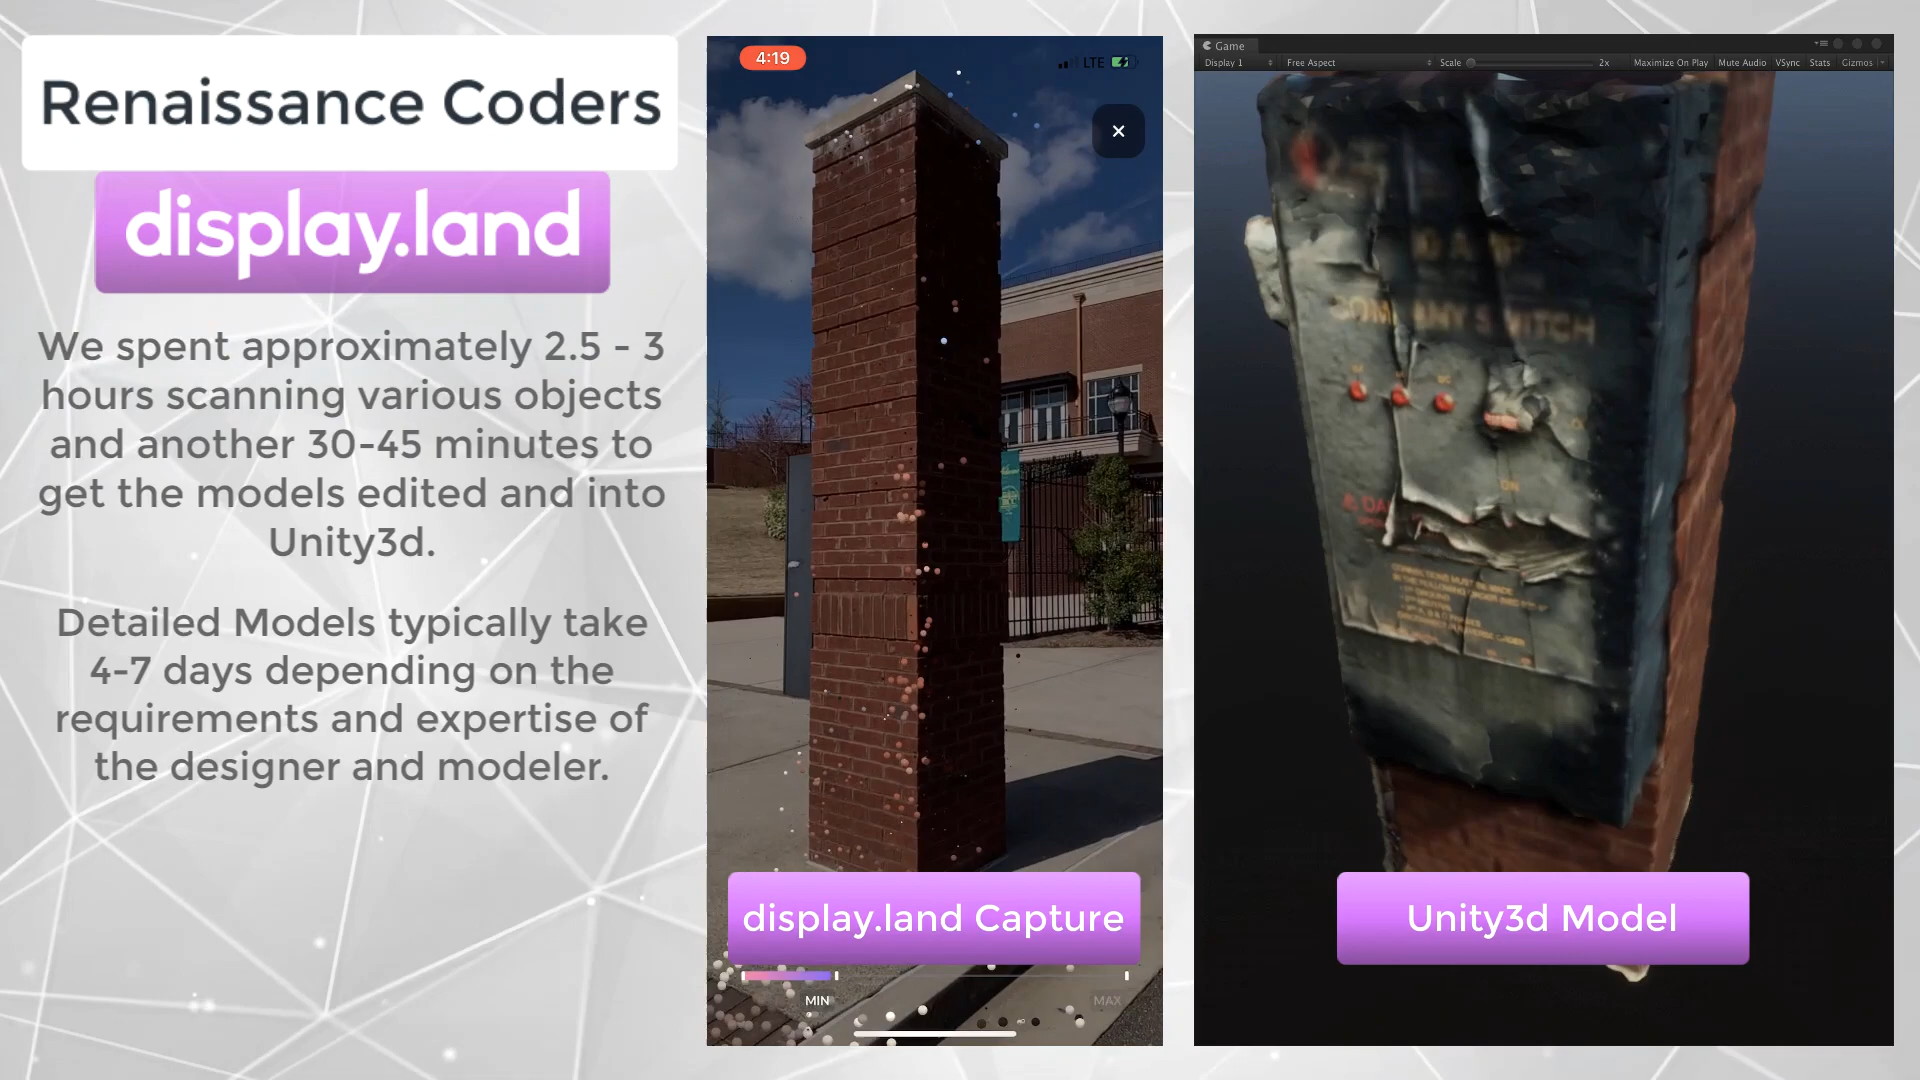 Renaissance Coders
display.land
We spent approximately 2.5 - 3
hours scanning various objects
and another 30-45 minutes to
get the models edited and into
Unity3d.
Detailed Models typically take
4-7 days depending on the
requirements and expertise of
the designer and modeler.
4:19
LTE
display.land Capture
MIN
MAX
Game
Display 1
Free Aspect
Scale
2x
Maximize On Play
Mute Audio
VSync
Stats
Gizmos
ON
Unity3d Model